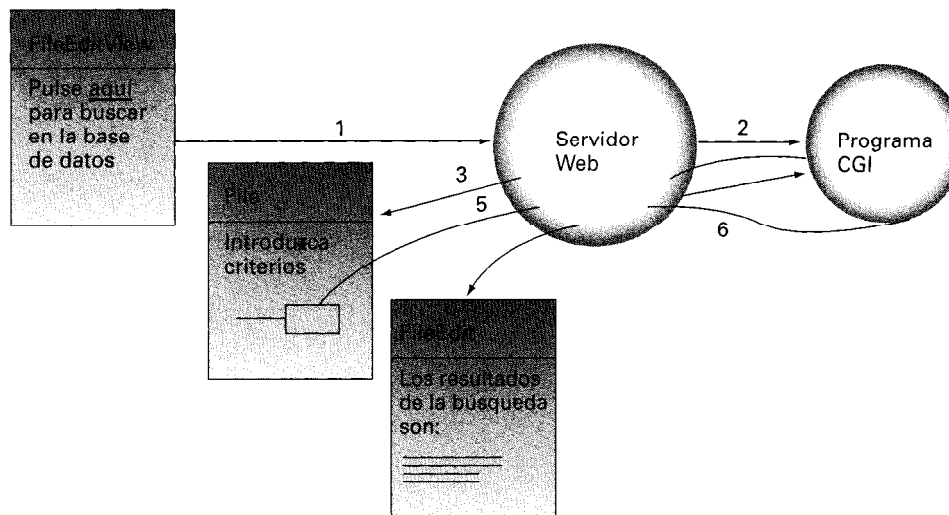 FileEditView
Pulse aquí
para buscar
en la base
de datos
1
Servidor
Web
2
Programa
CGI
3
5
6
File
Introduzca
criterios
FileEdit
Los resultados
de la búsqueda
son: